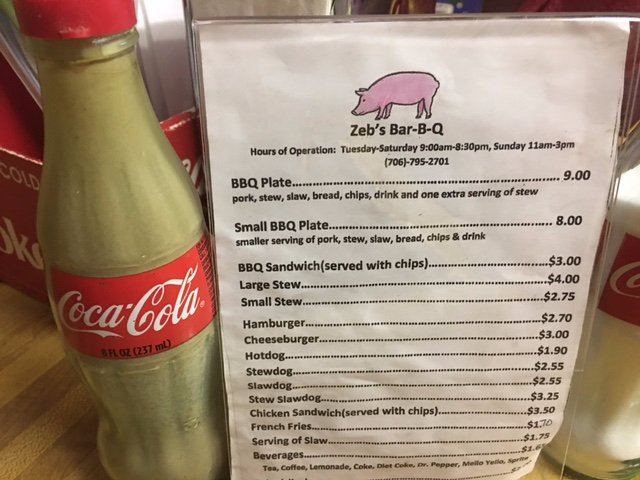 COLD
ke
Coca-Cola
8 FL OZ (237 mL)
Zeb's Bar-B-Q
Hours of Operation: Tuesday-Saturday 9:00am-8:30pm, Sunday 11am-3pm
(706)-795-2701
BBQ Plate.......................................................... 9.00
pork, stew, slaw, bread, chips, drink and one extra serving of stew
Small BBQ Plate.................................................. 8.00
smaller serving of pork, stew, slaw, bread, chips & drink
BBQ Sandwich(served with chips)........................$3.00
Large Stew.........................................................$4.00
Small Stew.........................................................$2.75
Hamburger.........................................................$2.70
Cheeseburger.....................................................$3.00
Hotdog...............................................................$1.90
Stewdog.............................................................$2.55
Slawdog.............................................................$2.55
Stew Slawdog.....................................................$3.25
Chicken Sandwich(served with chips)..................$3.50
French Fries.......................................................$1.70
Serving of Slaw..................................................$1.75
Beverages..........................................................$1.6
Tea, Coffee, Lemonade, Coke, Diet Coke, Dr. Pepper, Mello Yello, Sprite